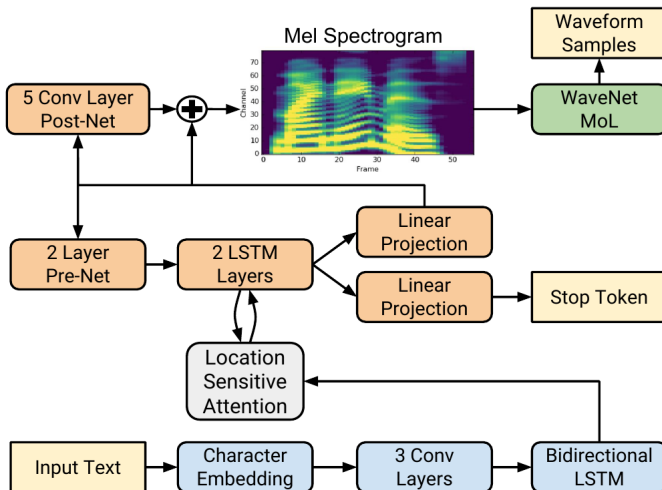 Waveform
Samples
Mel Spectrogram
5 Conv Layer
Post-Net
WaveNet
MoL
Channel
70
60
50
40
30
20
10
0
0 10 20 30 40 50
Frame
2 Layer
Pre-Net
2 LSTM
Layers
Linear
Projection
Linear
Projection
Stop Token
Location
Sensitive
Attention
Input Text
Character
Embedding
3 Conv
Layers
Bidirectional
LSTM